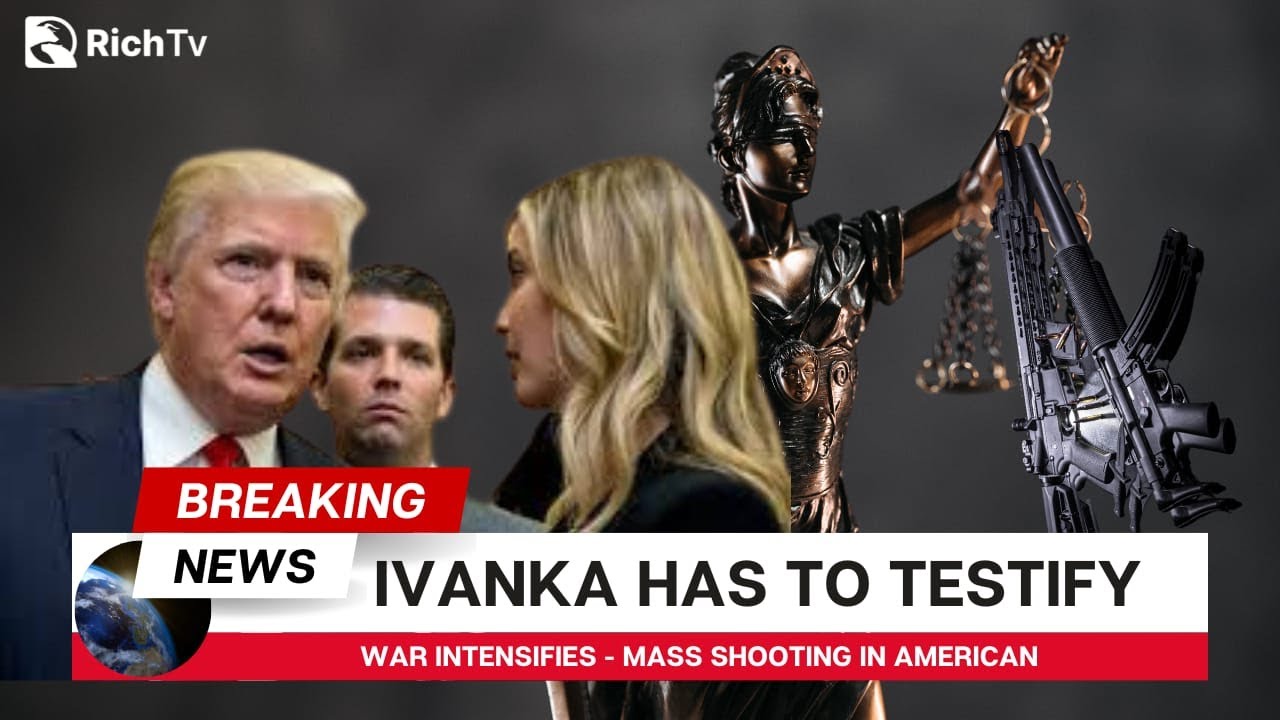 RichTv
BREAKING
NEWS
IVANKA HAS TO TESTIFY
WAR INTENSIFIES - MASS SHOOTING IN AMERICAN